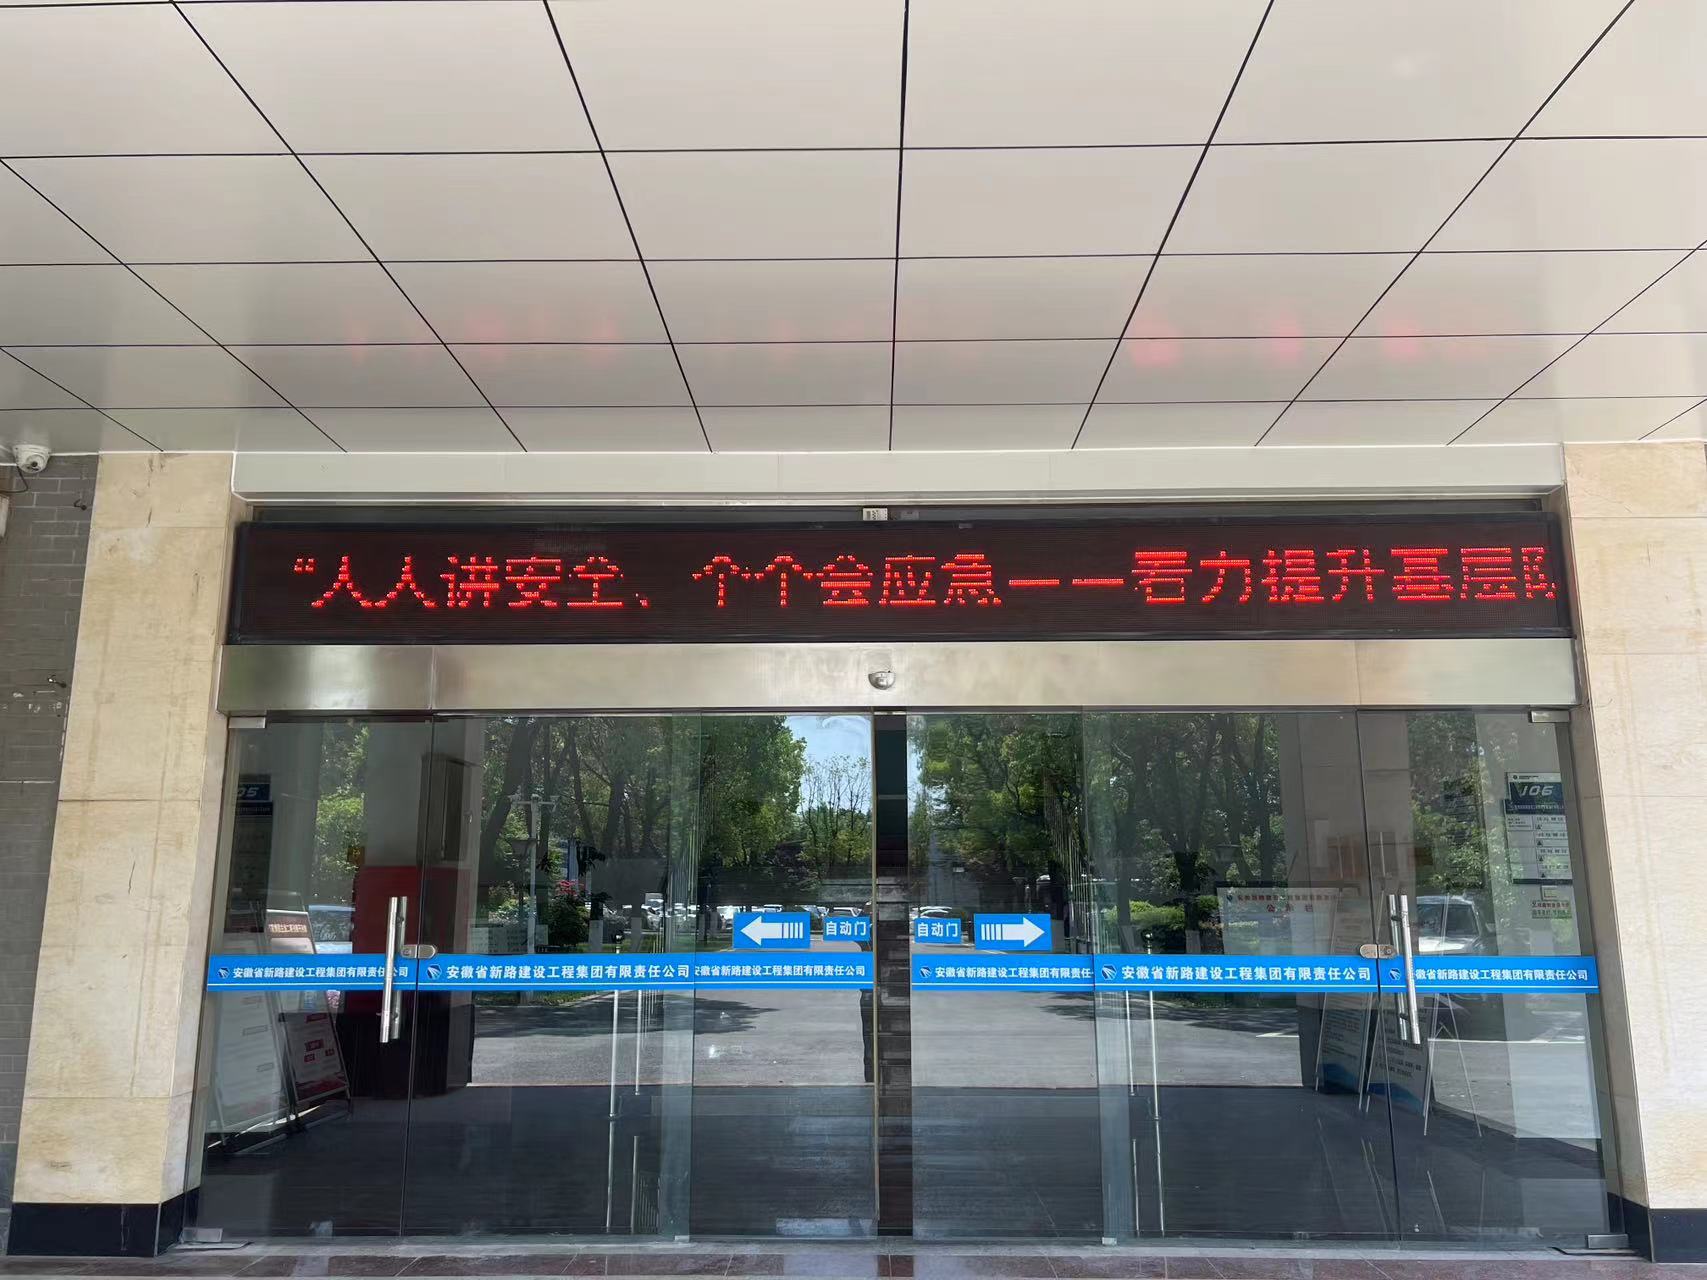 “人人讲安全、个个会应急——着力提升基层
105
106
自动门
自动门
公示栏
安徽省新路建设工程集团有限责任公司
安徽省新路建设工程集团有限责任公司
安徽省新路建设工程集团有限责任公司
安徽省新路建设工程集团有限责任
安徽省新路建设工程集团有限责任公司
安徽省新路建设工程集团有限责任公司